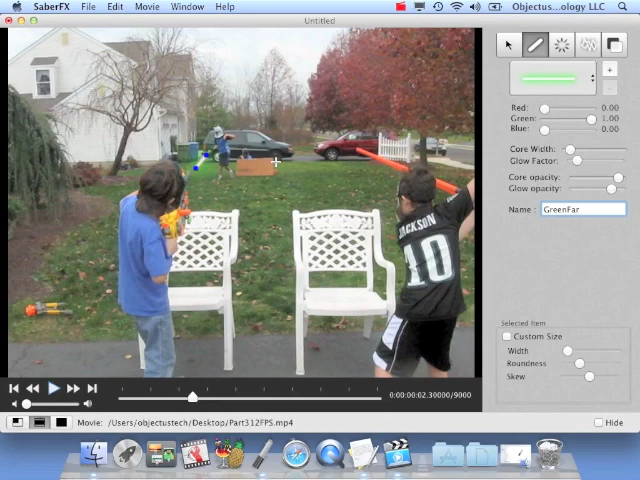 SaberFX File Edit Movie Window Help Objectus...ology LLC
Untitled
Red: 0.00
Green: 1.00
Blue: 0.00
Core Width:
Glow Factor:
Core opacity:
Glow opacity:
Name : GreenFar
JACKSON
10
Selected Item
Custom Size
Width
Roundness
Skew
0:00:00:02.30000/9000
Movie: /Users/objectustech/Desktop/Part312FPS.mp4
Hide